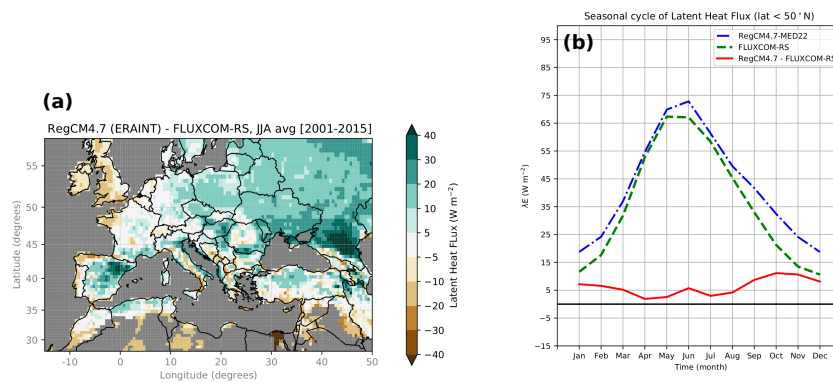 (a)
RegCM4.7 (ERAINT) - FLUXCOM-RS, JJA avg [2001-2015]
55
50
45
40
35
30
Latitude (degrees)
-10
0
10
20
30
40
50
Longitude (degrees)
40
30
20
10
5
−5
−10
−20
−30
−40
Latent Heat Flux (W m⁻²)
Seasonal cycle of Latent Heat Flux (lat < 50°N)
(b)
RegCM4.7-MED22
FLUXCOM-RS
RegCM4.7 - FLUXCOM-RS
95
85
75
65
55
45
35
25
15
5
−5
−15
λE (W m⁻²)
Jan
Feb
Mar
Apr
May
Jun
Jul
Aug
Sep
Oct
Nov
Dec
Time (month)